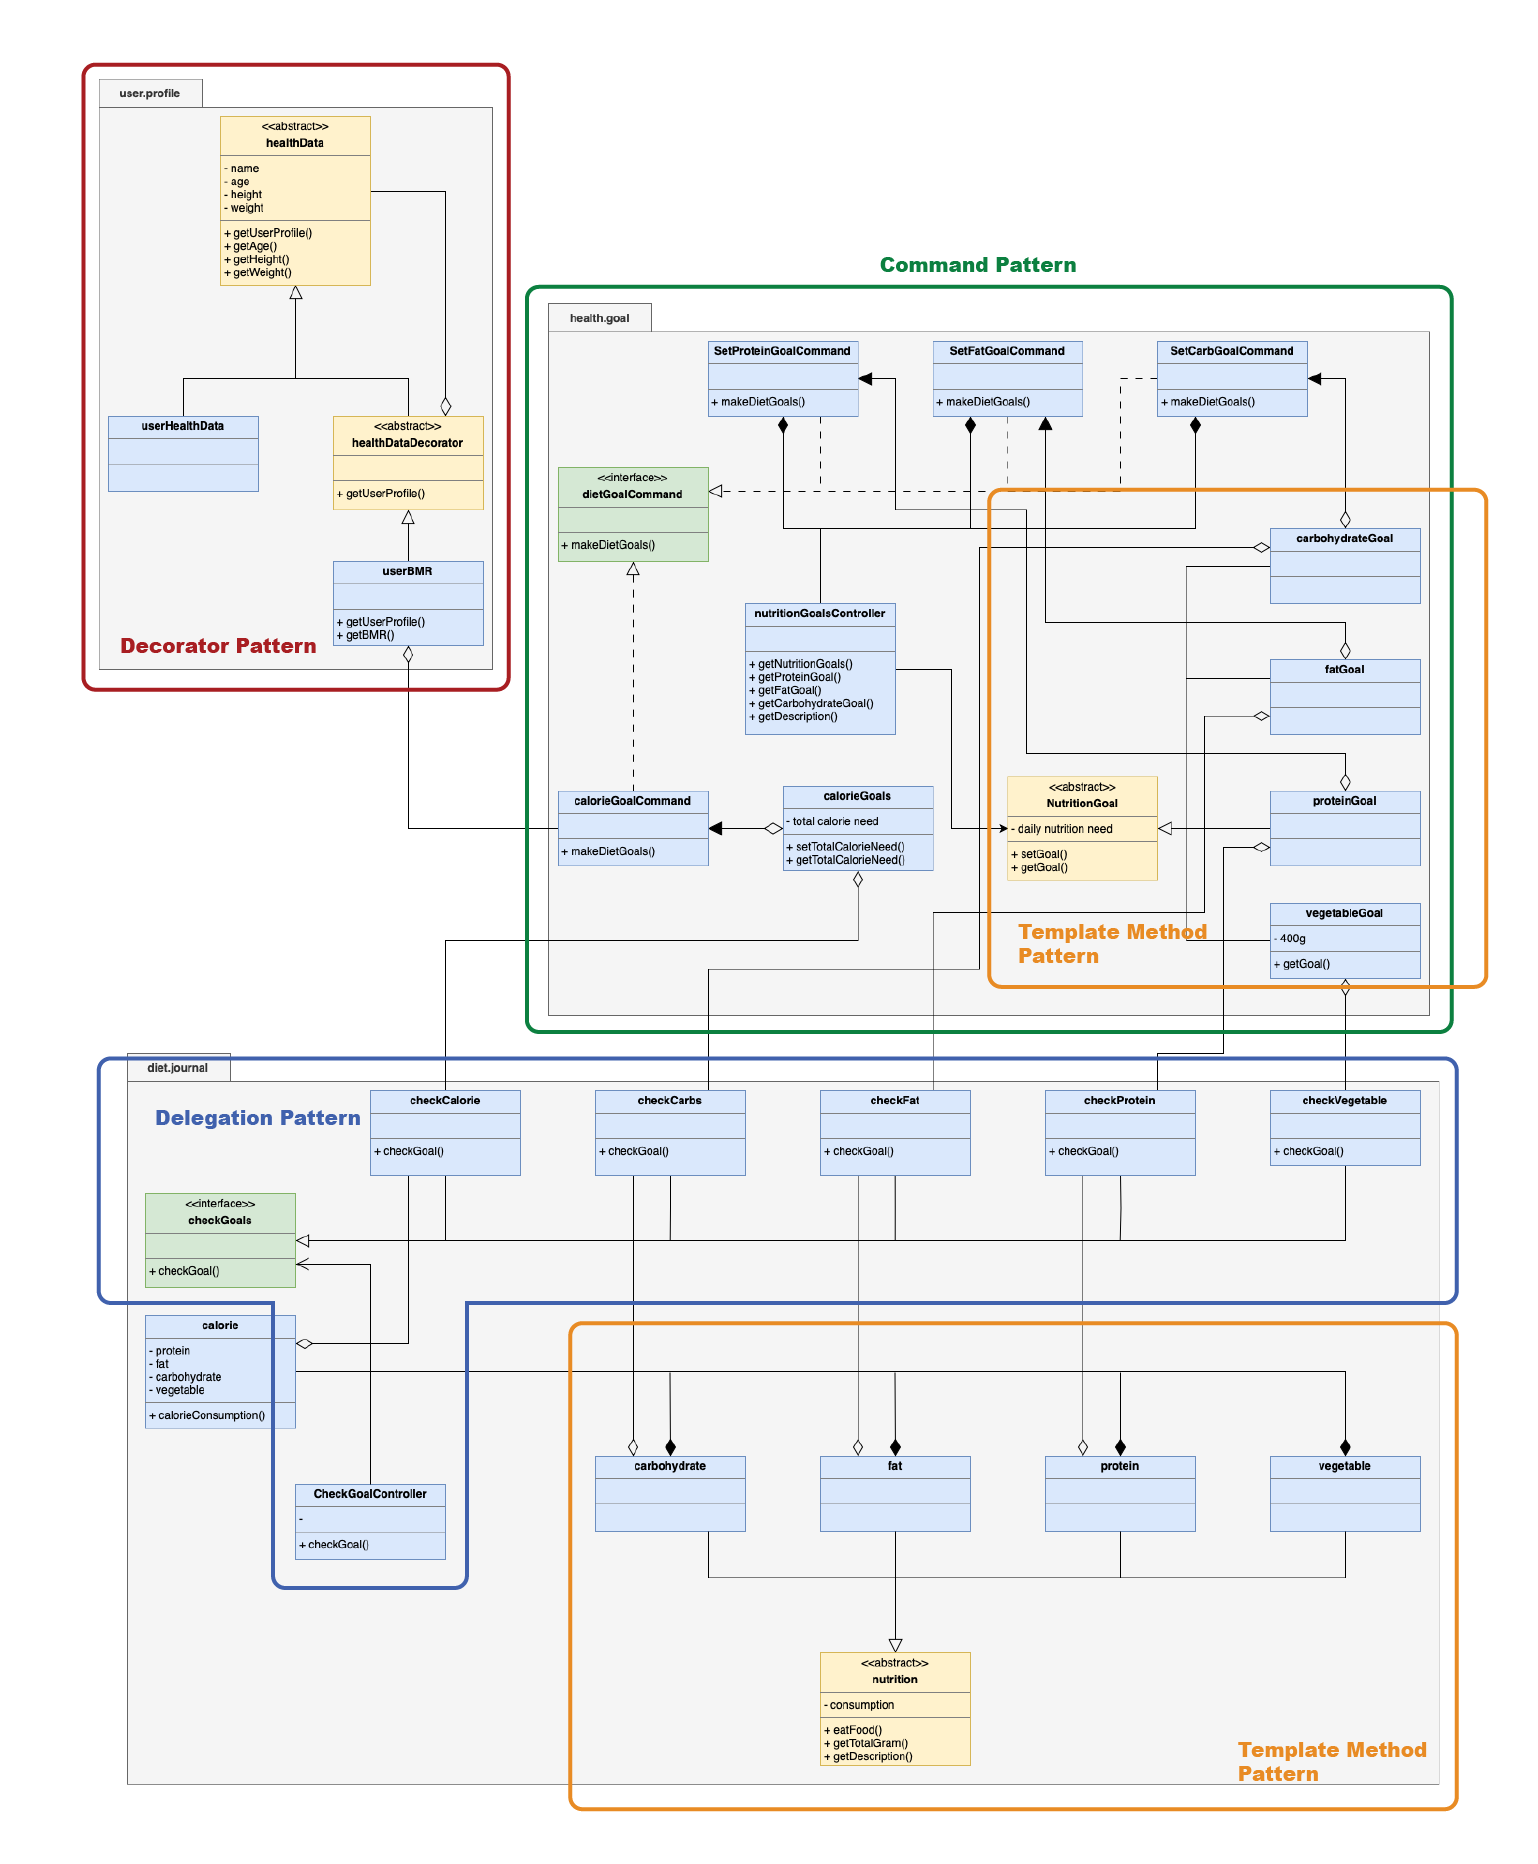 user.profile
<<abstract>>
healthData
- name
- age
- height
- weight
+ getUserProfile()
+ getAge()
+ getHeight()
+ getWeight()
userHealthData
<<abstract>>
healthDataDecorator
+ getUserProfile()
userBMR
+ getUserProfile()
+ getBMR()
Decorator Pattern
Command Pattern
health.goal
SetProteinGoalCommand
+ makeDietGoals()
SetFatGoalCommand
+ makeDietGoals()
SetCarbGoalCommand
+ makeDietGoals()
<<interface>>
dietGoalCommand
+ makeDietGoals()
carbohydrateGoal
nutritionGoalsController
+ getNutritionGoals()
+ getProteinGoal()
+ getFatGoal()
+ getCarbohydrateGoal()
+ getDescription()
fatGoal
calorieGoalCommand
+ makeDietGoals()
calorieGoals
- total calorie need
+ setTotalCalorieNeed()
+ getTotalCalorieNeed()
<<abstract>>
NutritionGoal
- daily nutrition need
+ setGoal()
+ getGoal()
proteinGoal
vegetableGoal
- 400g
+ getGoal()
Template Method
Pattern
diet.journal
Delegation Pattern
checkCalorie
+ checkGoal()
checkCarbs
+ checkGoal()
checkFat
+ checkGoal()
checkProtein
+ checkGoal()
checkVegetable
+ checkGoal()
<<interface>>
checkGoals
+ checkGoal()
calorie
- protein
- fat
- carbohydrate
- vegetable
+ calorieConsumption()
CheckGoalController
-
+ checkGoal()
carbohydrate
fat
protein
vegetable
<<abstract>>
nutrition
- consumption
+ eatFood()
+ getTotalGram()
+ getDescription()
Template Method
Pattern